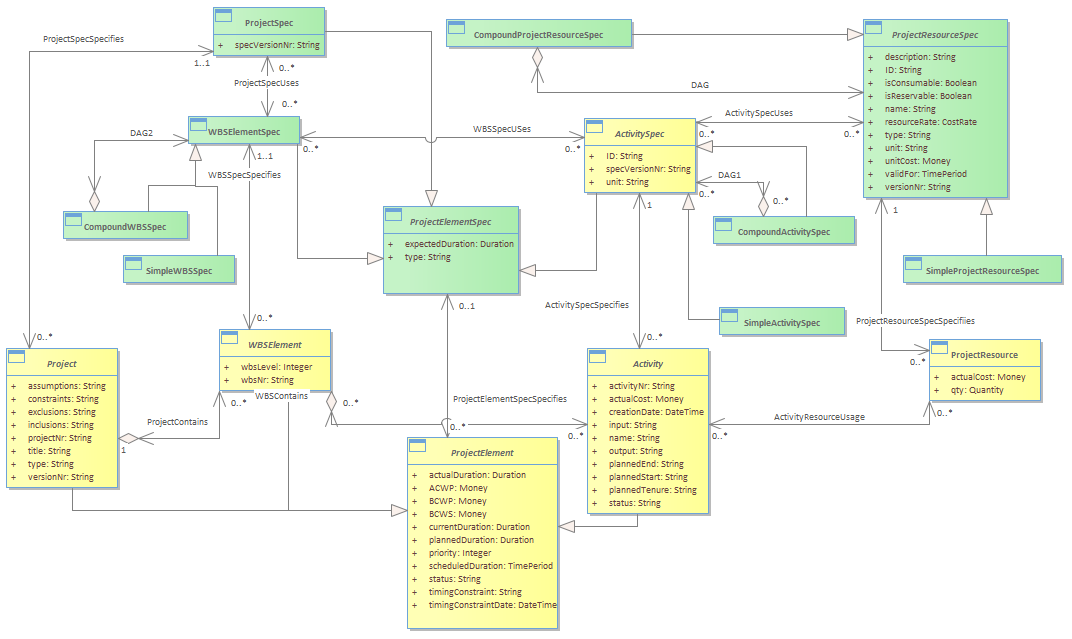 ProjectSpec
+ specVersionNr: String
ProjectSpecSpecifies
1..1
0..*
ProjectSpecUses
0..*
CompoundProjectResourceSpec
DAG
ProjectResourceSpec
+ description: String
+ ID: String
+ isConsumable: Boolean
+ isReservable: Boolean
+ name: String
+ resourceRate: CostRate
+ type: String
+ unit: String
+ unitCost: Money
+ validFor: TimePeriod
+ versionNr: String
WBSElementSpec
DAG2
1..1
0..*
WBSSpecUSes
0..*
WBSSpecSpecifies
ActivitySpec
+ ID: String
+ specVersionNr: String
+ unit: String
ActivitySpecUses
0..*
0..*
DAG1
0..*
0..*
1
1
CompoundWBSSpec
SimpleWBSSpec
ProjectElementSpec
+ expectedDuration: Duration
+ type: String
0..1
CompoundActivitySpec
SimpleProjectResourceSpec
ActivitySpecSpecifies
SimpleActivitySpec
ProjectResourceSpecSpecifiies
0..*
0..*
0..*
0..*
Project
+ assumptions: String
+ constraints: String
+ exclusions: String
+ inclusions: String
+ projectNr: String
+ title: String
+ type: String
+ versionNr: String
WBSElement
+ wbsLevel: Integer
+ wbsNr: String
WBSContains
0..*
0..*
ProjectContains
1
ProjectElementSpecSpecifies
0..*
0..*
Activity
+ activityNr: String
+ actualCost: Money
+ creationDate: DateTime
+ input: String
+ name: String
+ output: String
+ plannedEnd: String
+ plannedStart: String
+ plannedTenure: String
+ status: String
ProjectResource
+ actualCost: Money
+ qty: Quantity
ActivityResourceUsage
0..*
0..*
ProjectElement
+ actualDuration: Duration
+ ACWP: Money
+ BCWP: Money
+ BCWS: Money
+ currentDuration: Duration
+ plannedDuration: Duration
+ priority: Integer
+ scheduledDuration: TimePeriod
+ status: String
+ timingConstraint: String
+ timingConstraintDate: DateTime